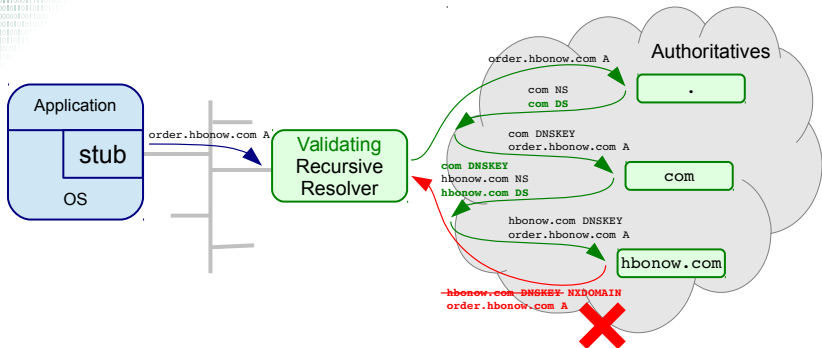 Authoritatives
order.hbonow.com A
.
com NS
com DS
Application
stub
OS
order.hbonow.com A
Validating
Recursive
Resolver
com DNSKEY
order.hbonow.com A
com DNSKEY
hbonow.com NS
hbonow.com DS
com
hbonow.com DNSKEY
order.hbonow.com A
hbonow.com
hbonow.com DNSKEY NXDOMAIN
order.hbonow.com A